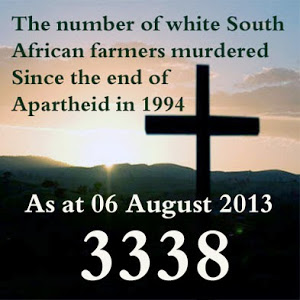 The number of white South
African farmers murdered
Since the end of
Apartheid in 1994
As at 06 August 2013
3338